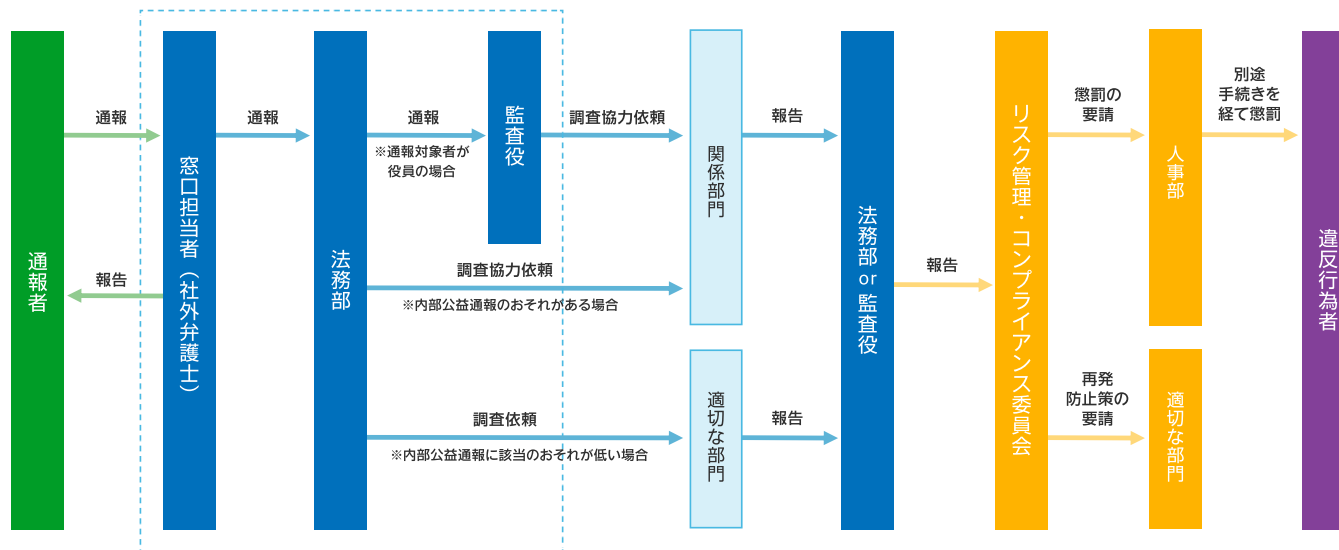 通報者
通報
報告
窓口担当者（社外弁護士）
通報
法務部
通報
※通報対象者が
役員の場合
監査役
調査協力依頼
調査協力依頼
※内部公益通報のおそれがある場合
調査依頼
※内部公益通報に該当のおそれが低い場合
関係部門
適切な部門
報告
報告
法務部 or 監査役
報告
リスク管理・コンプライアンス委員会
懲罰の
要請
再発
防止策の
要請
人事部
適切な部門
別途
手続きを
経て懲罰
違反行為者